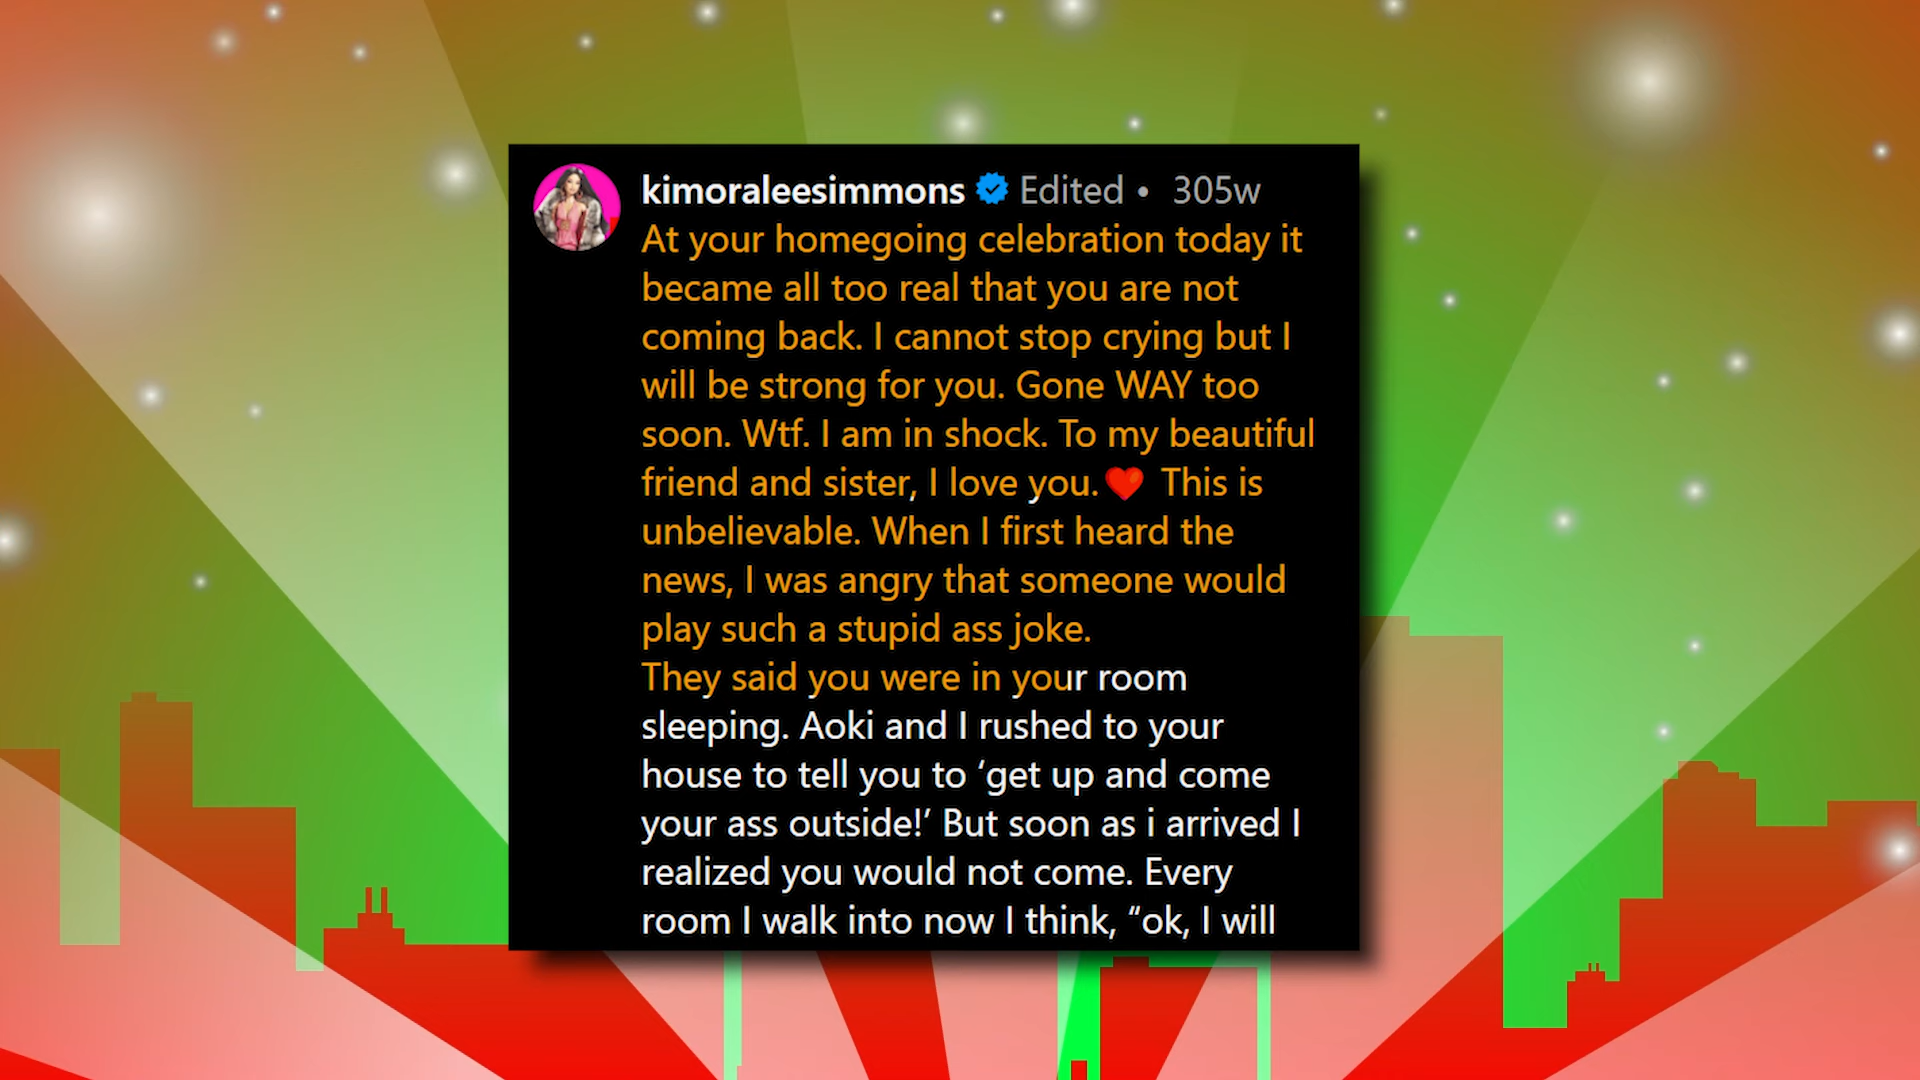 kimoraleesimmons Edited • 305w
At your homegoing celebration today it
became all too real that you are not
coming back. I cannot stop crying but I
will be strong for you. Gone WAY too
soon. Wtf. I am in shock. To my beautiful
friend and sister, I love you.❤️ This is
unbelievable. When I first heard the
news, I was angry that someone would
play such a stupid ass joke.
They said you were in your room
sleeping. Aoki and I rushed to your
house to tell you to ‘get up and come
your ass outside!’ But soon as i arrived I
realized you would not come. Every
room I walk into now I think, “ok, I will